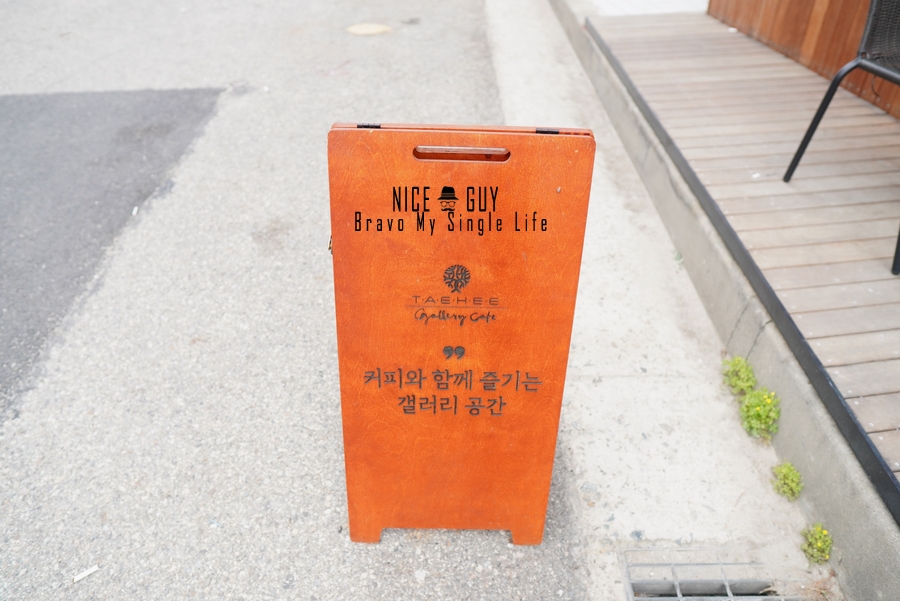 NICE GUY
Bravo My Single Life
T·A·E·H·E·E
Gallery Cafe
커피와 함께 즐기는
갤러리 공간